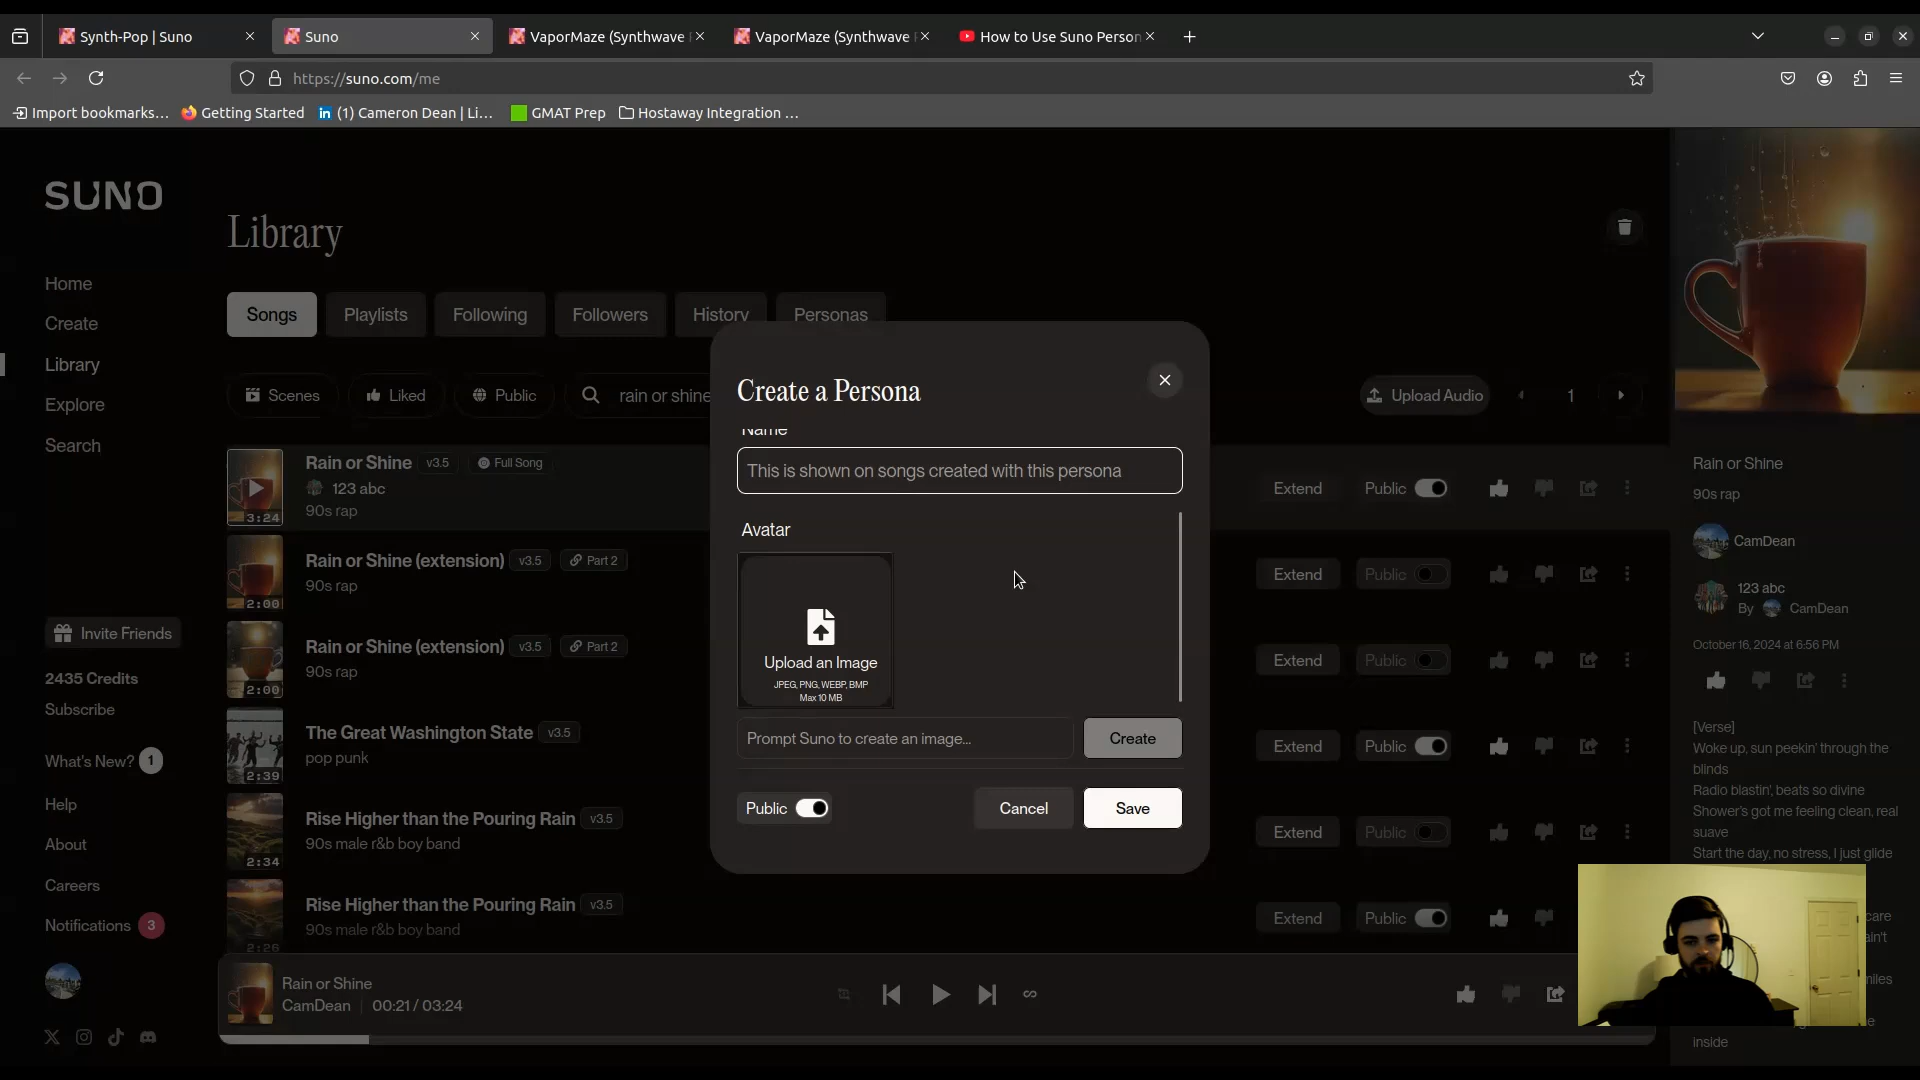 Synth-Pop | Suno
Suno
VaporMaze (Synthwave
VaporMaze (Synthwave
How to Use Suno Person
https://suno.com/me
Import bookmarks...
Getting Started
(1) Cameron Dean | Li...
GMAT Prep
Hostaway Integration ...
SUNO
Library
Home
Create
Library
Explore
Search
Songs
Playlists
Following
Followers
History
Personas
Scenes
Liked
Public
rain or shine
Upload Audio
1
Rain or Shine
v3.5
Full Song
123 abc
90s rap
3:24
Extend
Public
Rain or Shine (extension)
v3.5
Part 2
90s rap
2:00
Extend
Public
Rain or Shine (extension)
v3.5
Part 2
90s rap
2:00
Extend
Public
The Great Washington State
v3.5
pop punk
2:39
Extend
Public
Rise Higher than the Pouring Rain
v3.5
90s male r&b boy band
2:34
Extend
Public
Rise Higher than the Pouring Rain
v3.5
90s male r&b boy band
2:26
Extend
Public
Create a Persona
Name
This is shown on songs created with this persona
Avatar
Upload an Image
JPEG, PNG, WEBP, BMP
Max 10 MB
Prompt Suno to create an image...
Create
Public
Cancel
Save
Invite Friends
2435 Credits
Subscribe
What's New?
1
Help
About
Careers
Notifications
3
Rain or Shine
CamDean
00:21 / 03:24
Rain or Shine
90s rap
CamDean
123 abc
By CamDean
October 16, 2024 at 6:56 PM
[Verse]
Woke up, sun peekin' through the
blinds
Radio blastin', beats so divine
Shower's got me feeling clean, real
suave
Start the day, no stress, I just glide
care
ain't
miles
e
inside